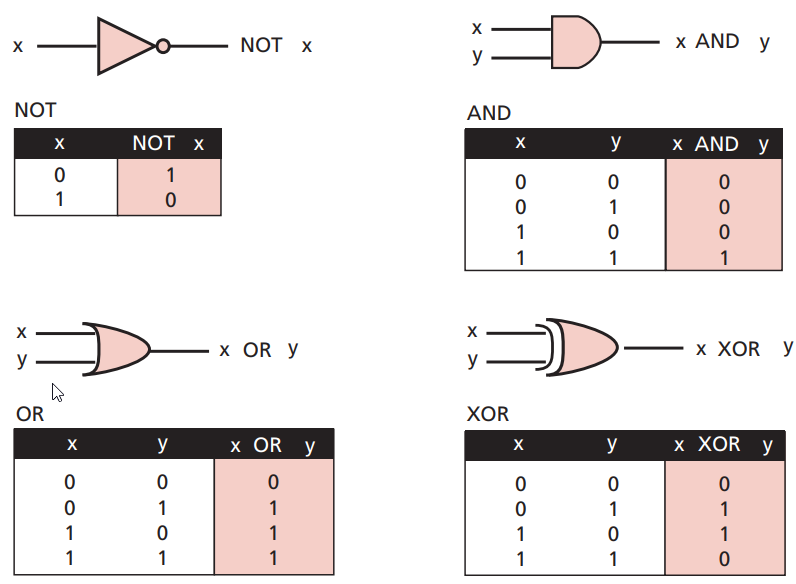 x NOT x
NOT
x NOT x
0 1
1 0
x
y
x AND y
AND
x y x AND y
0 0 0
0 1 0
1 0 0
1 1 1
x
y
x OR y
OR
x y x OR y
0 0 0
0 1 1
1 0 1
1 1 1
x
y
x XOR y
XOR
x y x XOR y
0 0 0
0 1 1
1 0 1
1 1 0